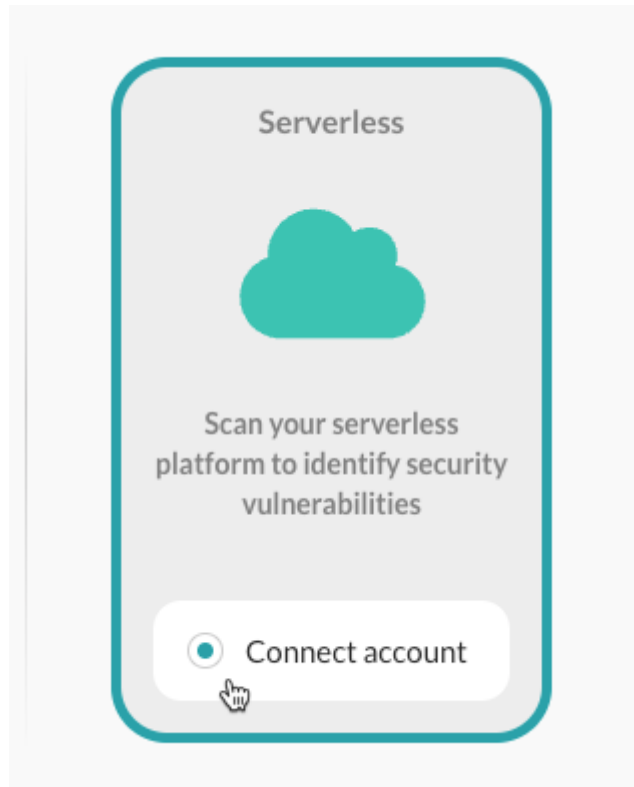 Serverless
Scan your serverless
platform to identify security
vulnerabilities
Connect account